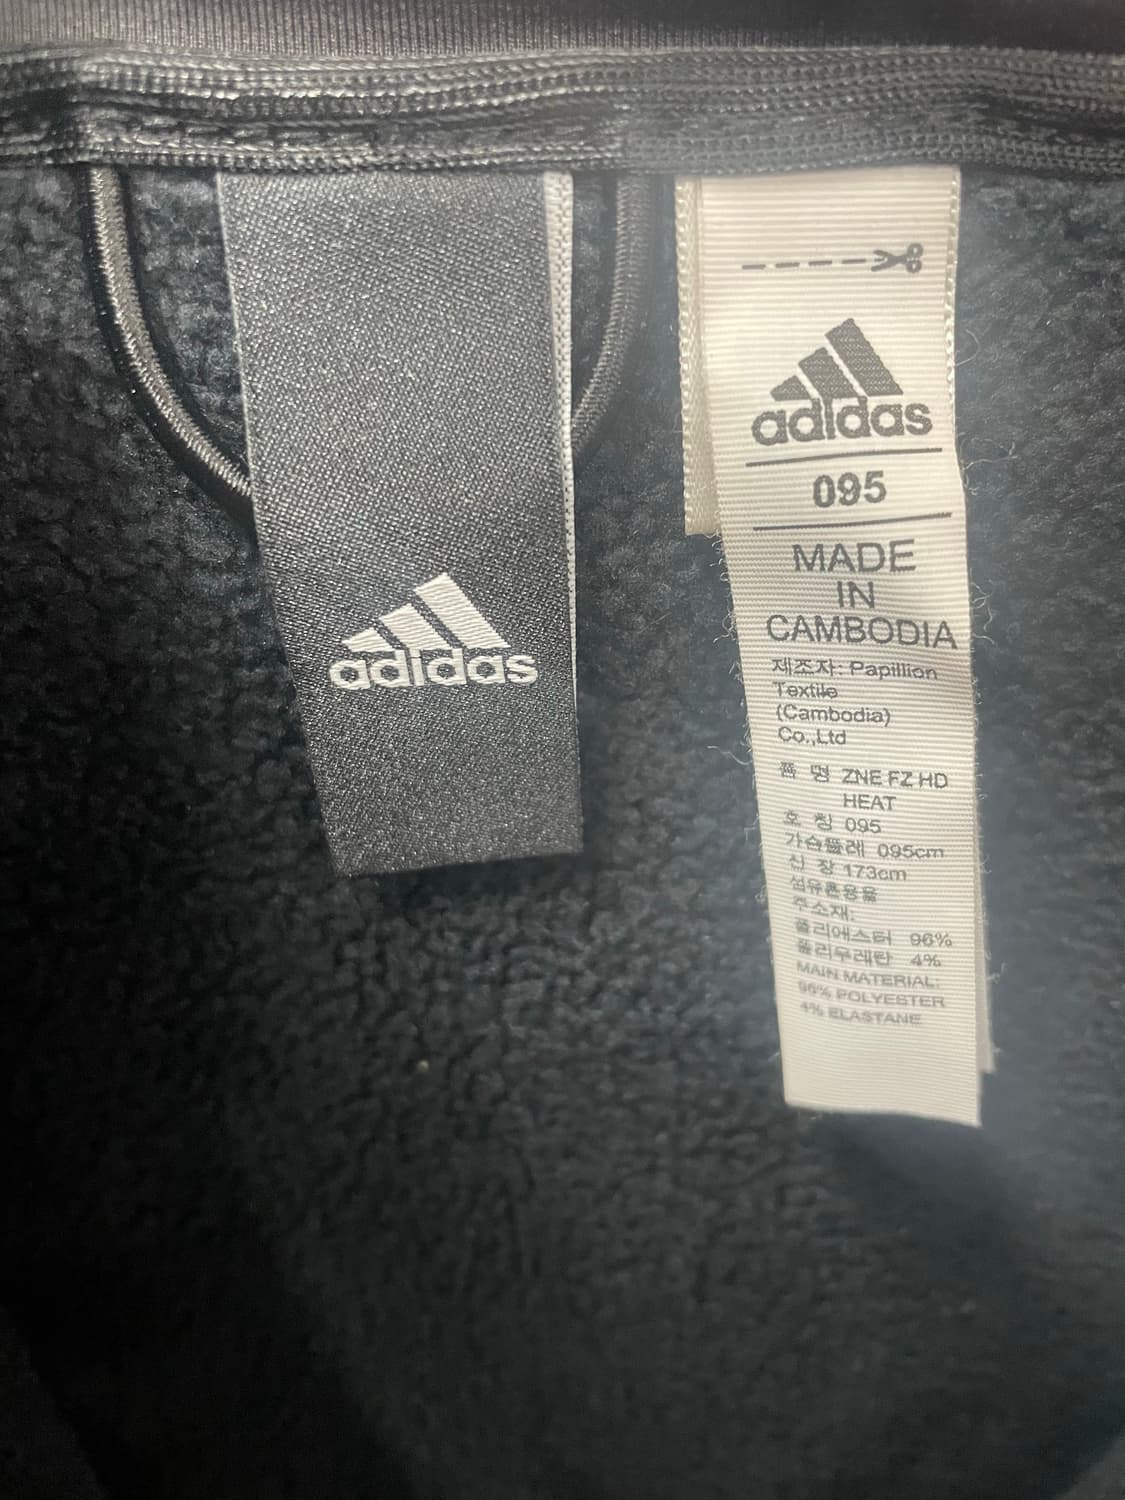 adidas
adidas
095
MADE
IN
CAMBODIA
제조자: Papillion
Textile
(Cambodia)
Co.,Ltd
품 명 ZNE FZ HD
HEAT
호 칭 095
가슴둘레 095cm
신 장 173cm
섬유혼용율
주소재:
폴리에스터 96%
폴리우레탄 4%
MAIN MATERIAL:
96% POLYESTER
4% ELASTANE